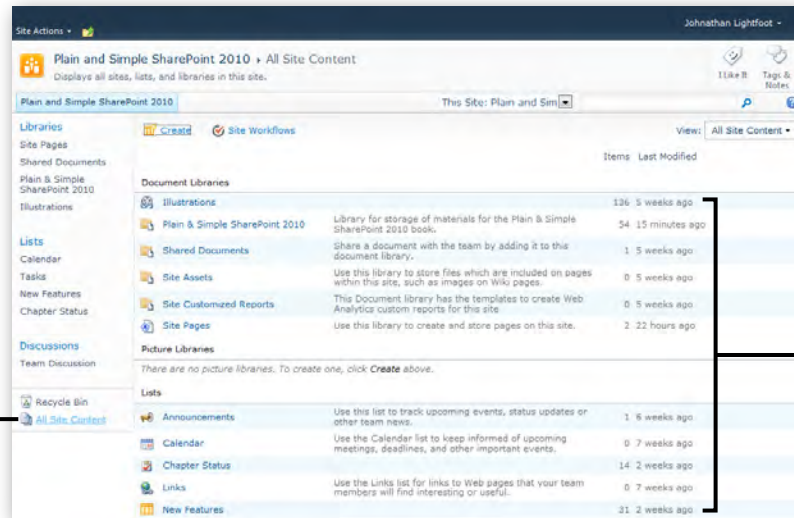 Site Actions
Johnathan Lightfoot
Plain and Simple SharePoint 2010 ▸ All Site Content
Displays all sites, lists, and libraries in this site.
I Like It
Tags & Notes
Plain and Simple SharePoint 2010
This Site: Plain and Sim
Libraries
Site Pages
Shared Documents
Plain & Simple
SharePoint 2010
Illustrations
Lists
Calendar
Tasks
New Features
Chapter Status
Discussions
Team Discussion
Recycle Bin
All Site Content
Create
Site Workflows
View: All Site Content
Items Last Modified
Document Libraries
Illustrations 136 5 weeks ago
Plain & Simple SharePoint 2010 Library for storage of materials for the Plain & Simple
SharePoint 2010 book. 54 15 minutes ago
Shared Documents Share a document with the team by adding it to this
document library. 1 5 weeks ago
Site Assets Use this library to store files which are included on pages
within this site, such as images on Wiki pages. 0 5 weeks ago
Site Customized Reports This Document library has the templates to create Web
Analytics custom reports for this site 0 5 weeks ago
Site Pages Use this library to create and store pages on this site. 2 22 hours ago
Picture Libraries
There are no picture libraries. To create one, click Create above.
Lists
Announcements Use this list to track upcoming events, status updates or
other team news. 1 6 weeks ago
Calendar Use the Calendar list to keep informed of upcoming
meetings, deadlines, and other important events. 0 7 weeks ago
Chapter Status 14 2 weeks ago
Links Use the Links list for links to Web pages that your team
members will find interesting or useful. 0 7 weeks ago
New Features 31 2 weeks ago